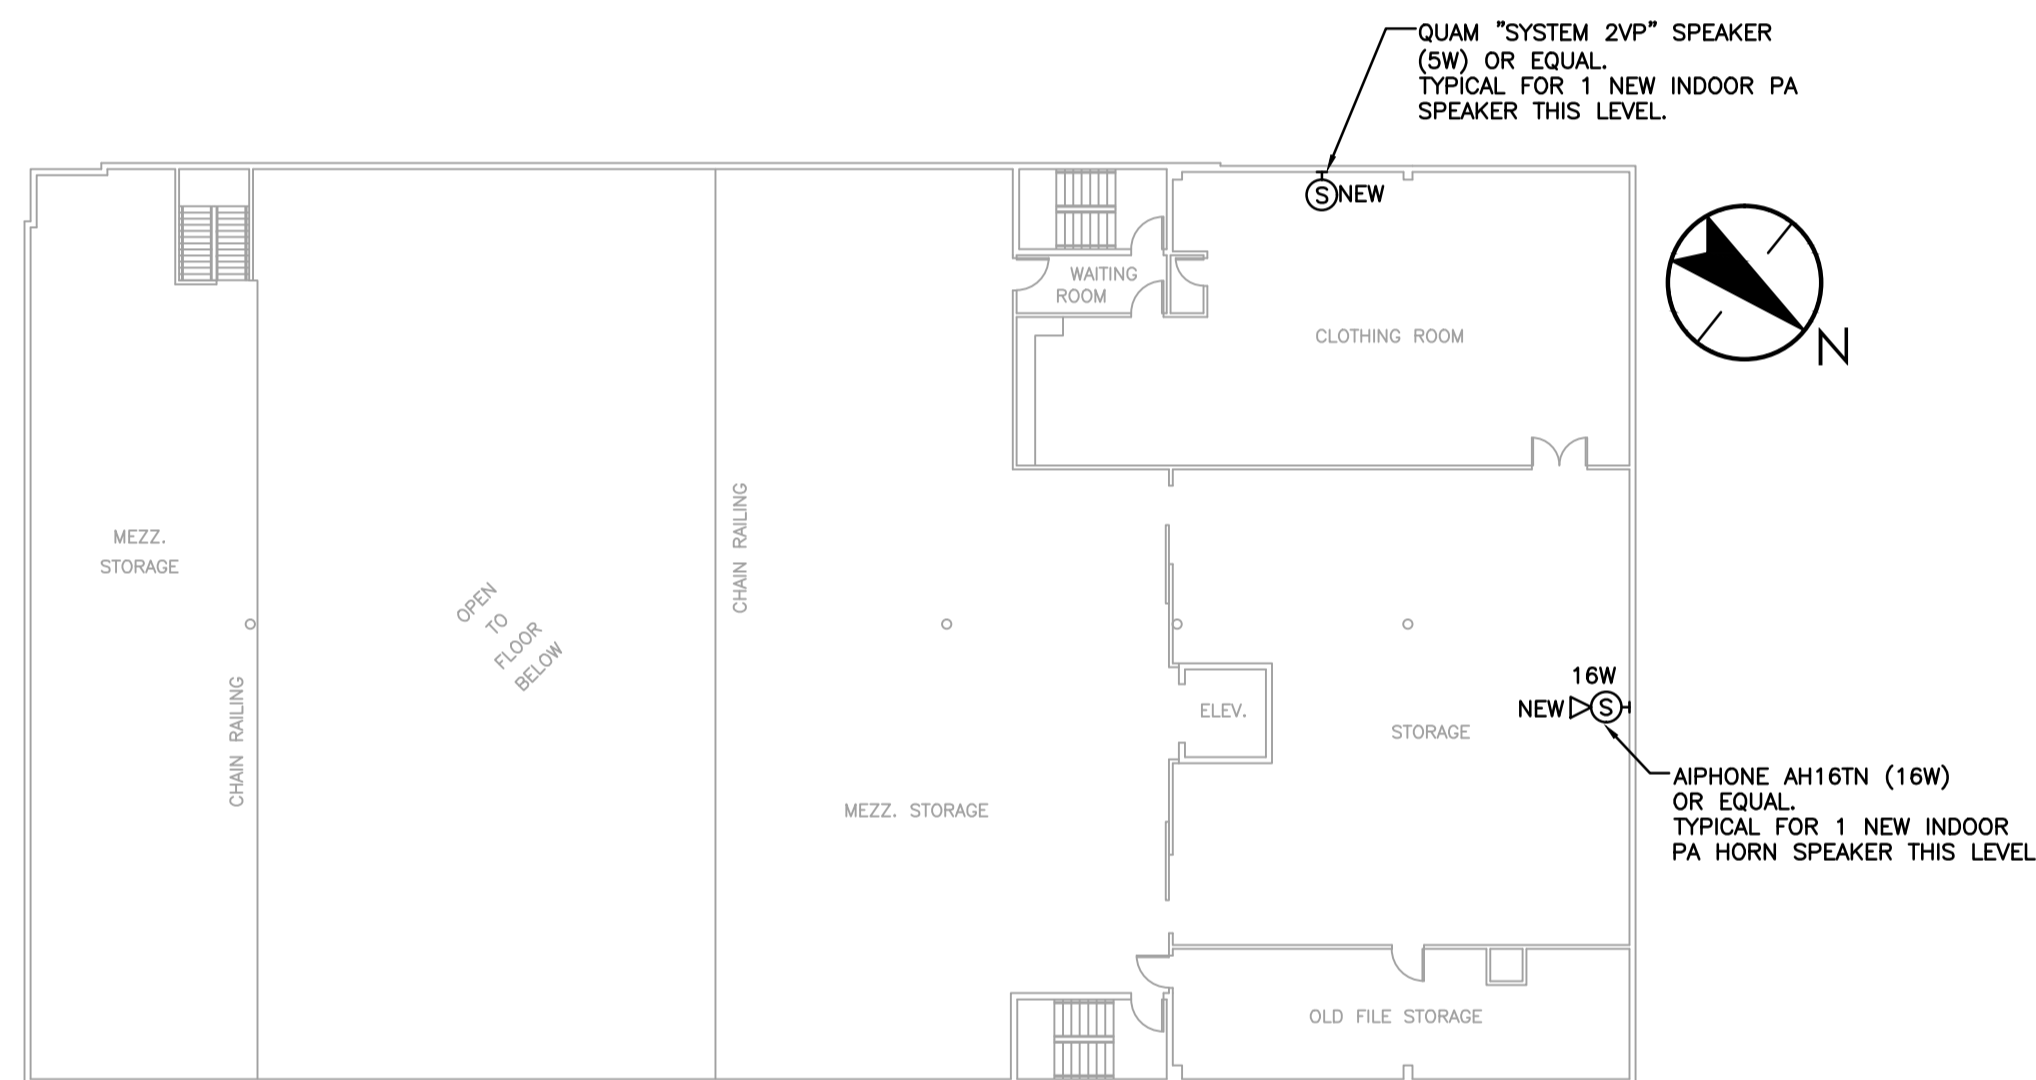 QUAM "SYSTEM 2VP" SPEAKER
(5W) OR EQUAL.
TYPICAL FOR 1 NEW INDOOR PA
SPEAKER THIS LEVEL.
S NEW
WAITING
ROOM
CLOTHING ROOM
N
MEZZ.
STORAGE
CHAIN RAILING
OPEN
TO
FLOOR
BELOW
CHAIN RAILING
MEZZ. STORAGE
ELEV.
STORAGE
16W
NEW S
AIPHONE AH16TN (16W)
OR EQUAL.
TYPICAL FOR 1 NEW INDOOR
PA HORN SPEAKER THIS LEVEL
OLD FILE STORAGE